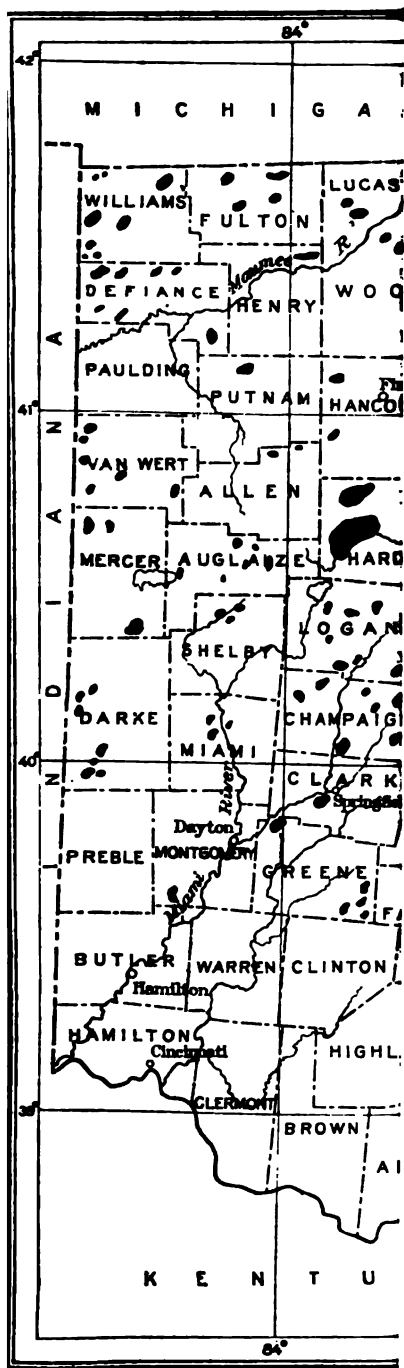 84°
42°
MICHIGA
WILLIAMS
FULTON
LUCAS
Maumee R.
DEFIANCE
HENRY
WOO
PAULDING
PUTNAM
HANCO
41°
VAN WERT
ALLEN
MERCER
AUGLAIZE
HARD
INDIANA
LOGAN
SHELBY
DARKE
MIAMI
CHAMPAIG
40°
CLARK
Springfie
Dayton
PREBLE
MONTGOMERY
GREENE
Miami River
FA
BUTLER
WARREN
CLINTON
Hamilton
HAMILTON
Cincinnati
HIGHL
CLERMONT
BROWN
AI
KENTU
84°